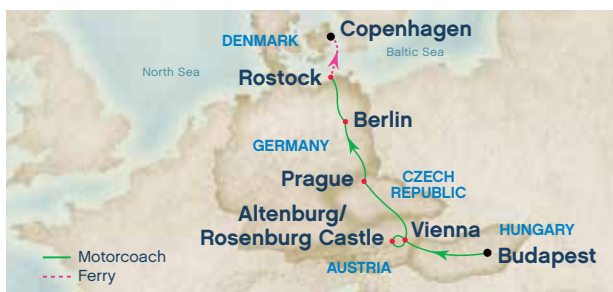 Copenhagen
DENMARK
Baltic Sea
North Sea
Rostock
Berlin
GERMANY
Prague
CZECH
REPUBLIC
Altenburg/
Rosenburg Castle
Vienna
HUNGARY
Budapest
AUSTRIA
Motorcoach
Ferry